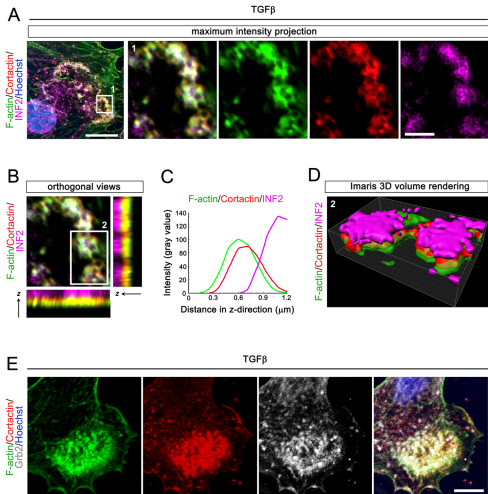 A
TGFβ
maximum intensity projection
F-actin/Cortactin/
INF2/Hoechst
1
1
B
orthogonal views
F-actin/Cortactin/
INF2
2
z
z
C
F-actin/Cortactin/INF2
Intensity (gray value)
140
120
100
80
60
40
20
0
0
0.3
0.6
0.9
1.2
Distance in z-direction (μm)
D
Imaris 3D volume rendering
F-actin/Cortactin/INF2
2
E
TGFβ
F-actin/Cortactin/
Grb2/Hoechst